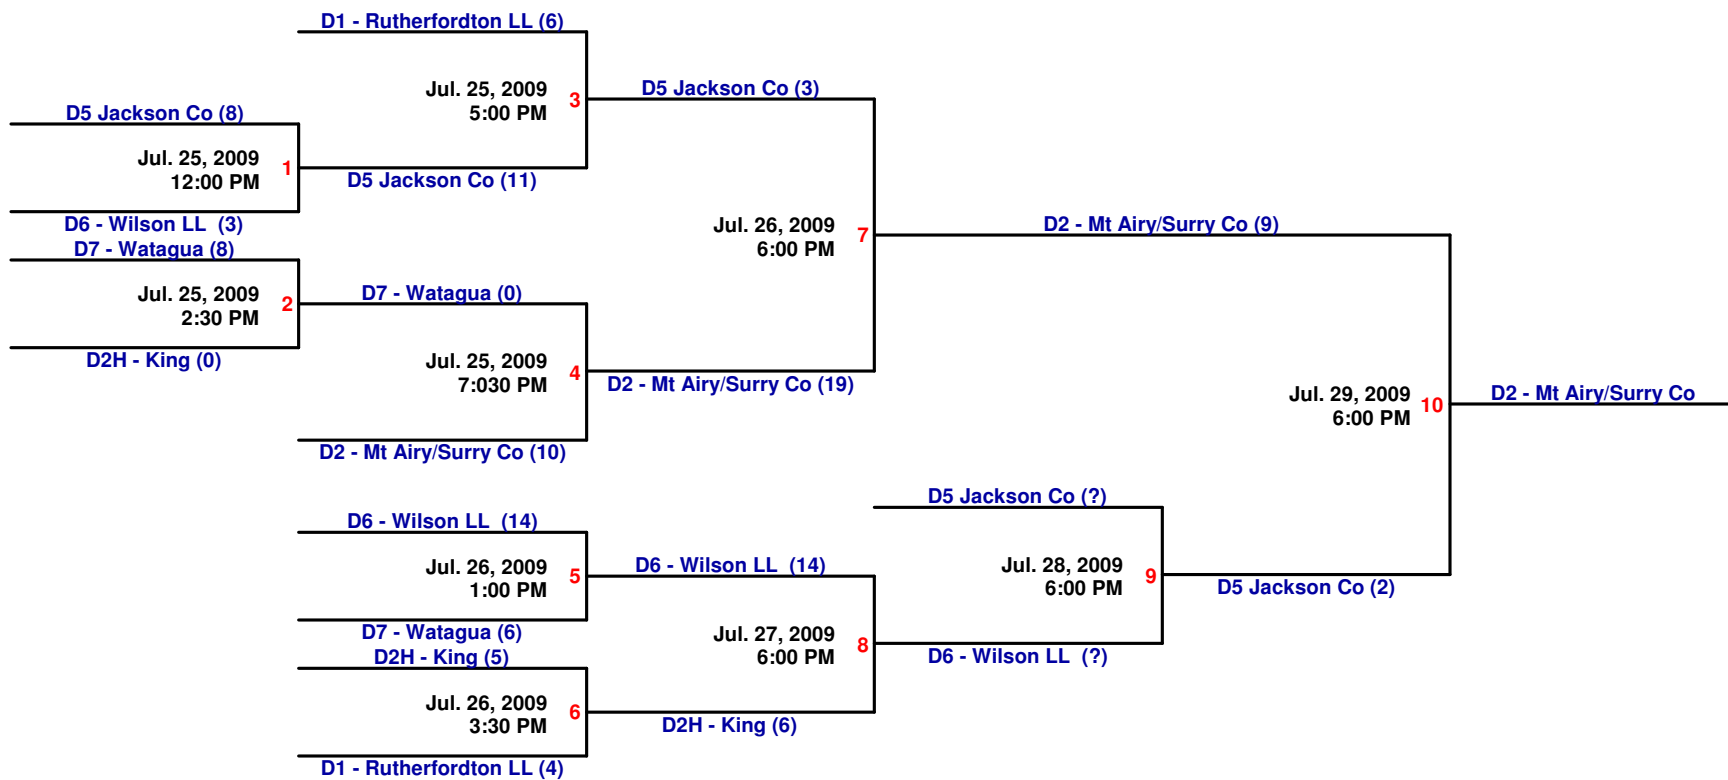 D1 - Rutherfordton LL (6)
Jul. 25, 2009
5:00 PM
3
D5 Jackson Co (3)
D5 Jackson Co (8)
Jul. 25, 2009
12:00 PM
1
D5 Jackson Co (11)
D6 - Wilson LL (3)
D7 - Watagua (8)
Jul. 25, 2009
2:30 PM
2
D7 - Watagua (0)
D2H - King (0)
Jul. 25, 2009
7:030 PM
4
D2 - Mt Airy/Surry Co (19)
D2 - Mt Airy/Surry Co (10)
Jul. 26, 2009
6:00 PM
7
D2 - Mt Airy/Surry Co (9)
Jul. 29, 2009
6:00 PM
10
D2 - Mt Airy/Surry Co
D6 - Wilson LL (14)
Jul. 26, 2009
1:00 PM
5
D6 - Wilson LL (14)
D7 - Watagua (6)
D2H - King (5)
Jul. 26, 2009
3:30 PM
6
D2H - King (6)
D1 - Rutherfordton LL (4)
Jul. 27, 2009
6:00 PM
8
D5 Jackson Co (?)
Jul. 28, 2009
6:00 PM
9
D5 Jackson Co (2)
D6 - Wilson LL (?)